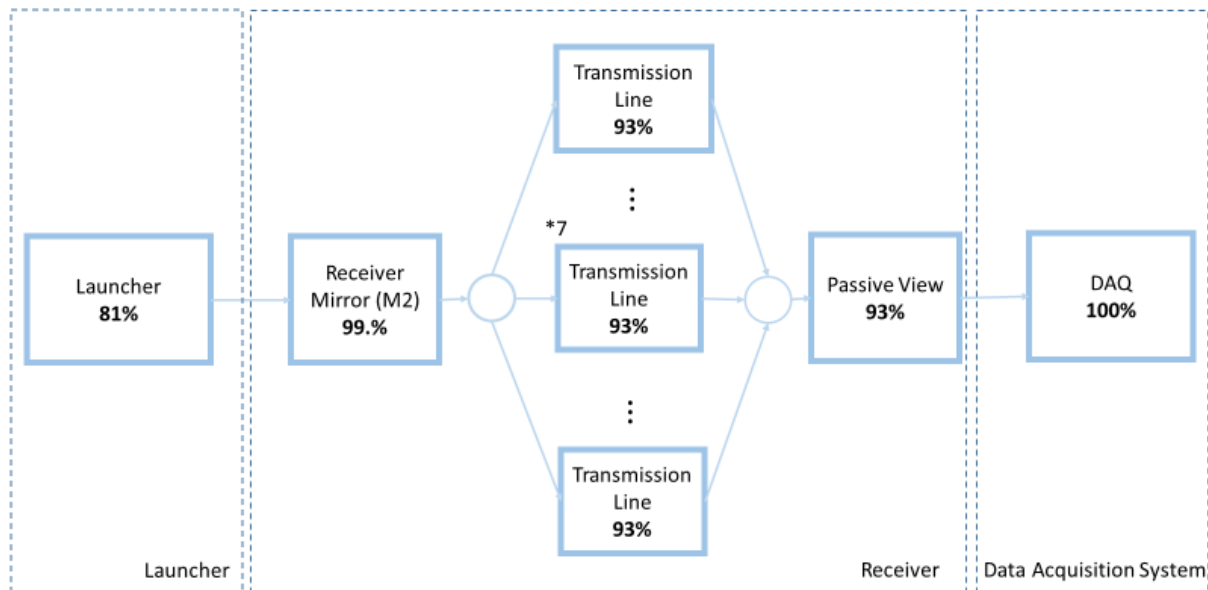 Transmission
Line
93%
⋮
*7
Launcher
81%
Receiver
Mirror (M2)
99.%
Transmission
Line
93%
Passive View
93%
DAQ
100%
⋮
Transmission
Line
93%
Launcher
Receiver
Data Acquisition System